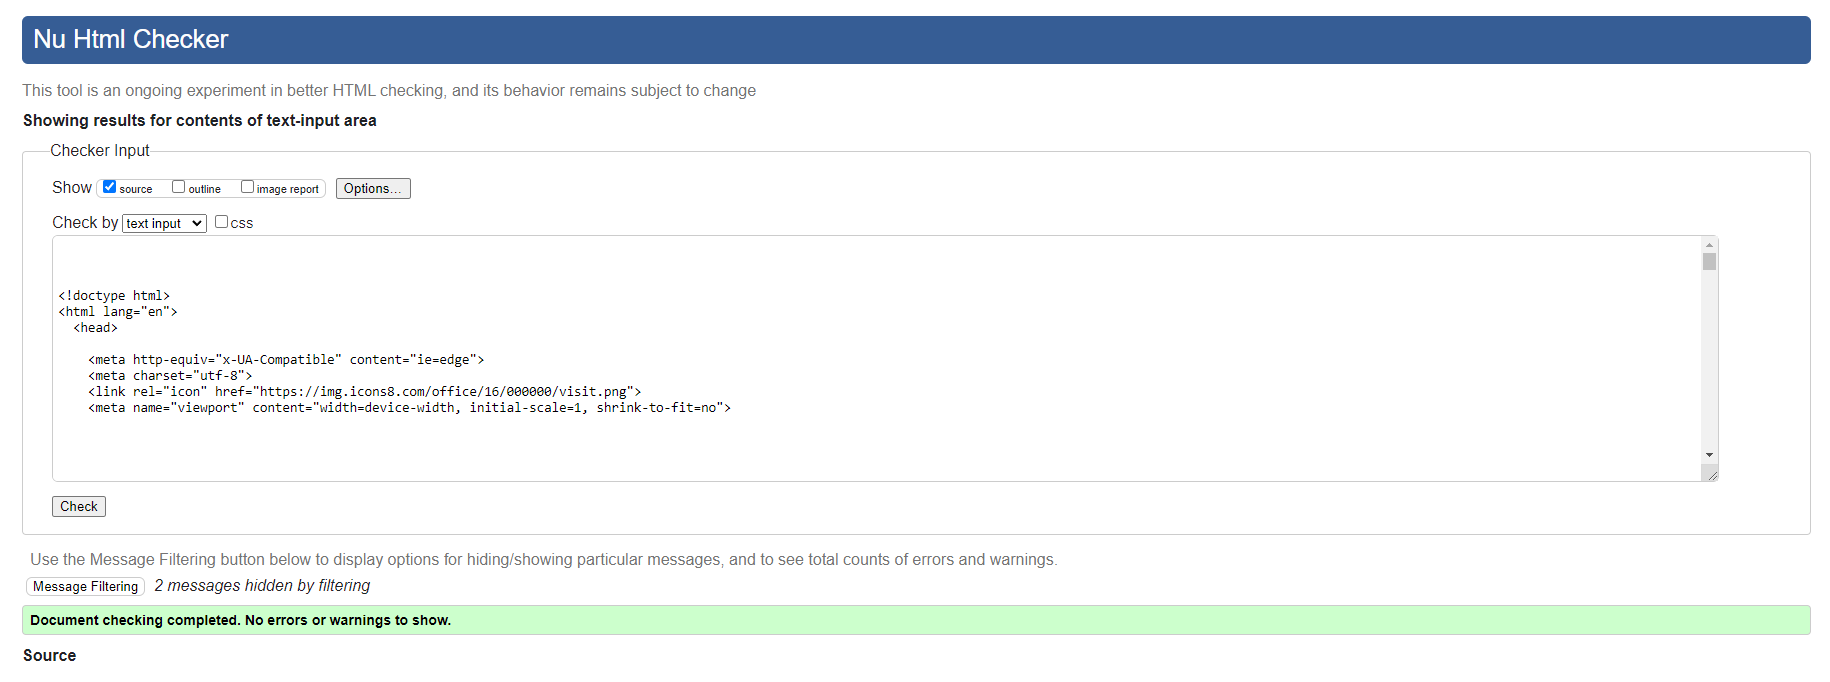 Nu Html Checker
This tool is an ongoing experiment in better HTML checking, and its behavior remains subject to change
Showing results for contents of text-input area
Checker Input
Show source outline image report Options...
Check by text input css
<!doctype html>
<html lang="en">
<head>
<meta http-equiv="x-UA-Compatible" content="ie=edge">
<meta charset="utf-8">
<link rel="icon" href="https://img.icons8.com/office/16/000000/visit.png">
<meta name="viewport" content="width=device-width, initial-scale=1, shrink-to-fit=no">
Check
Use the Message Filtering button below to display options for hiding/showing particular messages, and to see total counts of errors and warnings.
Message Filtering 2 messages hidden by filtering
Document checking completed. No errors or warnings to show.
Source